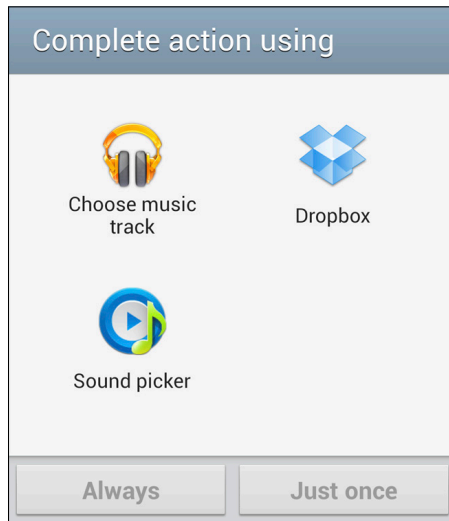 Complete action using
Choose music
track
Dropbox
Sound picker
Always
Just once